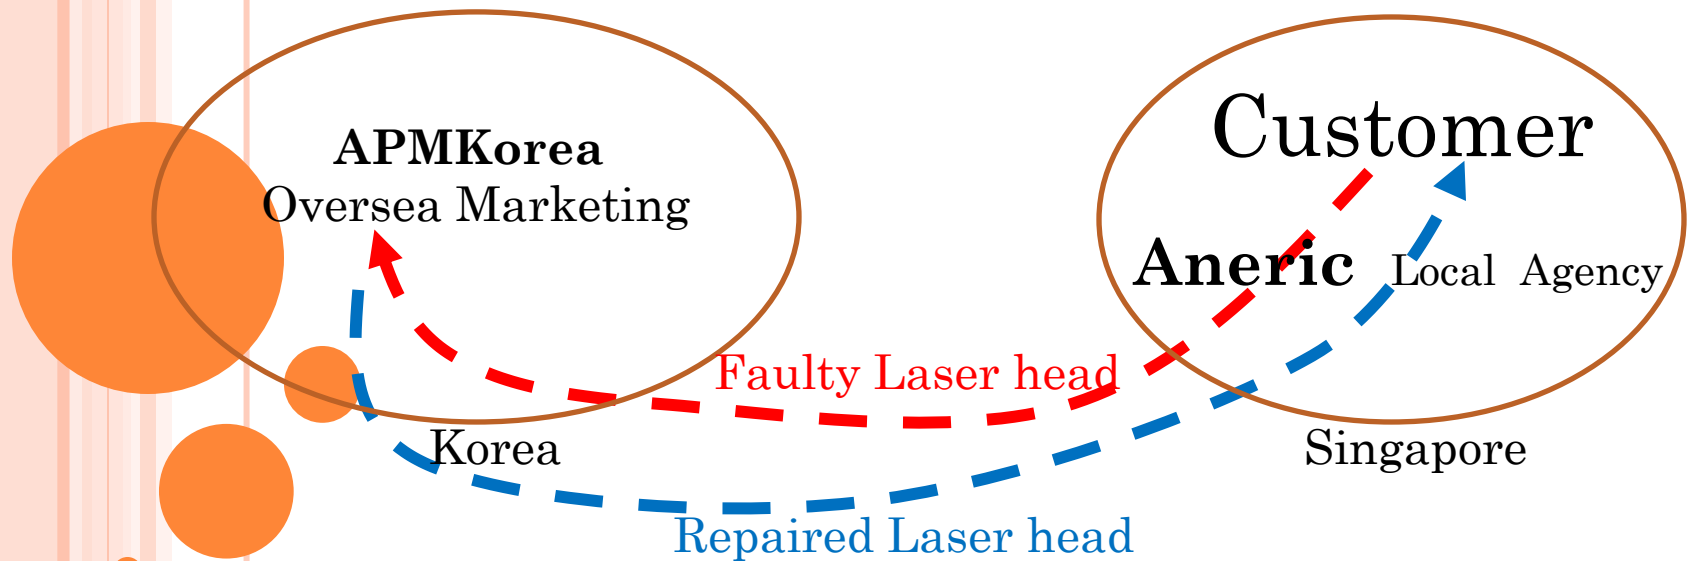 APMKorea
Oversea Marketing
Customer
Aneric Local Agency
Faulty Laser head
Korea
Singapore
Repaired Laser head